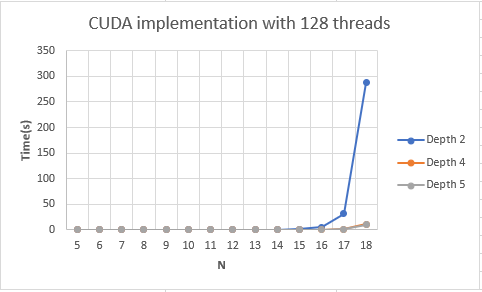 CUDA implementation with 128 threads
350
300
250
200
150
100
50
0
Time(s)
5 6 7 8 9 10 11 12 13 14 15 16 17 18
N
Depth 2
Depth 4
Depth 5